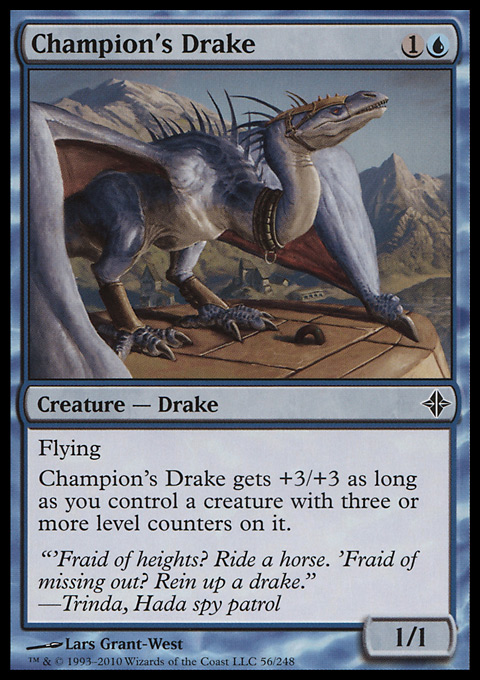 Champion's Drake 1
Creature — Drake
Flying
Champion's Drake gets +3/+3 as long
as you control a creature with three or
more level counters on it.
“’Fraid of heights? Ride a horse. ’Fraid of
missing out? Rein up a drake.”
—Trinda, Hada spy patrol
Lars Grant-West
1/1
™ & © 1993–2010 Wizards of the Coast LLC 56/248